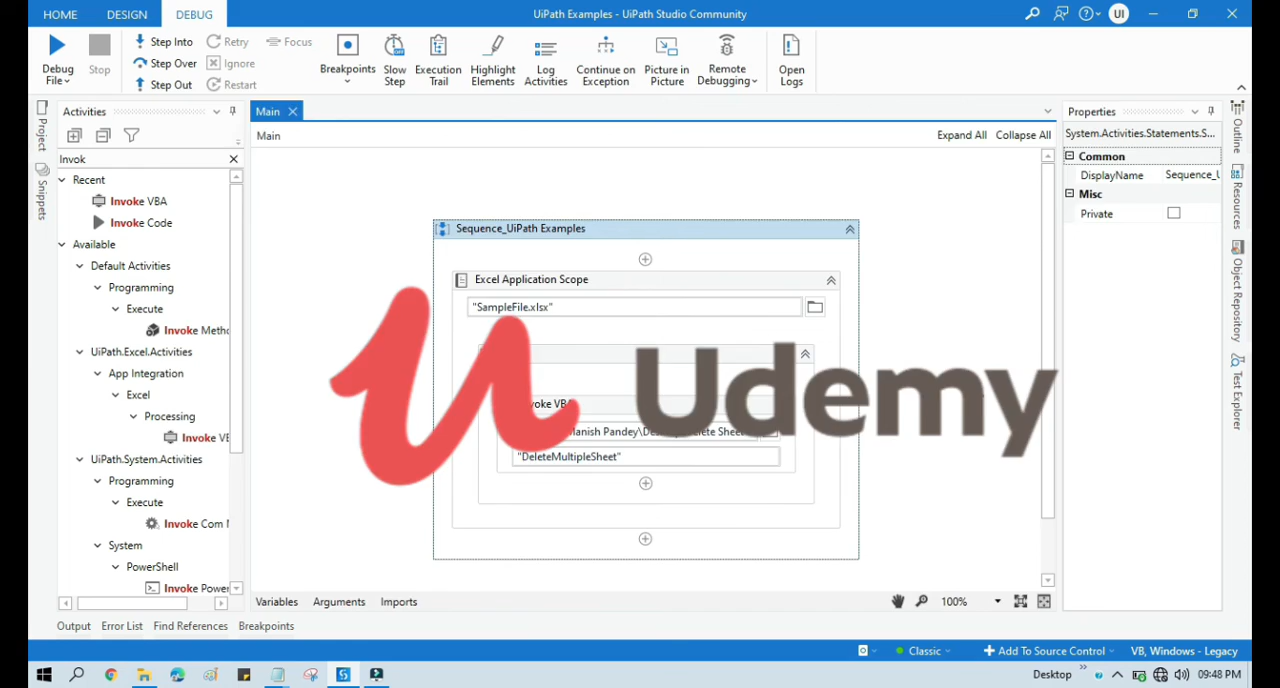 HOME DESIGN DEBUG UiPath Examples - UiPath Studio Community UI
Debug File Stop
Step Into
Step Over
Step Out
Retry
Ignore
Restart
Focus
Breakpoints
Slow Step
Execution Trail
Highlight Elements
Log Activities
Continue on Exception
Picture in Picture
Remote Debugging
Open Logs
Project
Snippets
Activities
Invok
Recent
Invoke VBA
Invoke Code
Available
Default Activities
Programming
Execute
Invoke Metho
UiPath.Excel.Activities
App Integration
Excel
Processing
Invoke VB
UiPath.System.Activities
Programming
Execute
Invoke Com
System
PowerShell
Invoke Power
Main
Main Expand All Collapse All
Sequence_UiPath Examples
Excel Application Scope
"SampleFile.xlsx"
Udemy
Pandey\De
"DeleteMultipleSheet"
Variables Arguments Imports 100%
Properties
System.Activities.Statements.S...
Common
DisplayName Sequence_U
Misc
Private
Outline
Resources
Object Repository
Test Explorer
Output Error List Find References Breakpoints
Classic Add To Source Control VB, Windows - Legacy
Desktop 09:48 PM